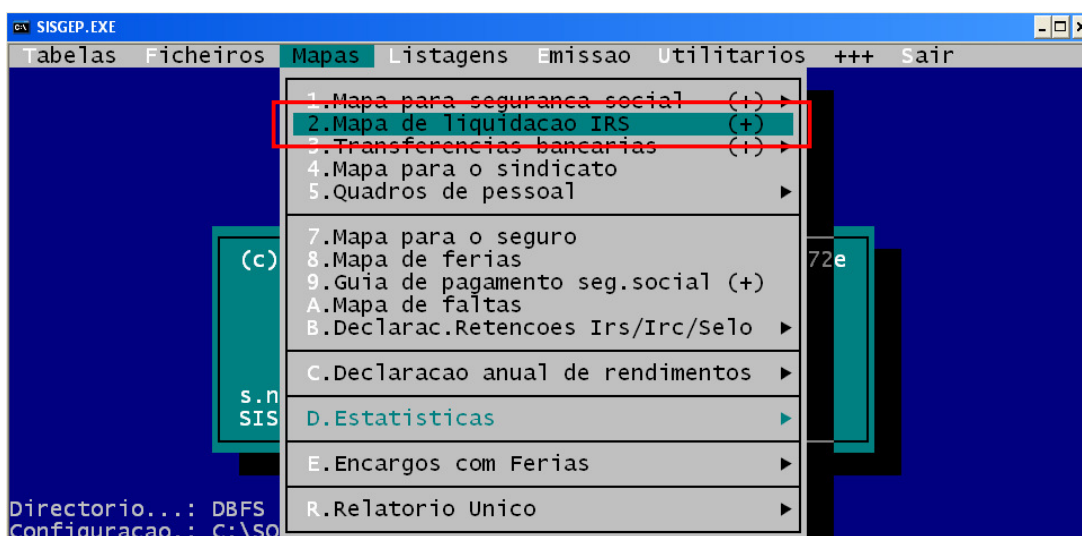 SISGEP.EXE
Tabelas Ficheiros Mapas Listagens Emissao Utilitarios +++ Sair
1.Mapa para seguranca social (+)
2.Mapa de liquidacao IRS (+)
3.Transferencias bancarias (+)
4.Mapa para o sindicato
5.Quadros de pessoal
7.Mapa para o seguro
(c) 8.Mapa de ferias 72e
9.Guia de pagamento seg.social (+)
A.Mapa de faltas
B.Declarac.Retencoes Irs/Irc/Selo
C.Declaracao anual de rendimentos
s.n
SIS D.Estatisticas
E.Encargos com Ferias
Directorio...: DBFS R.Relatorio Unico
Configuracao.: C:\SO